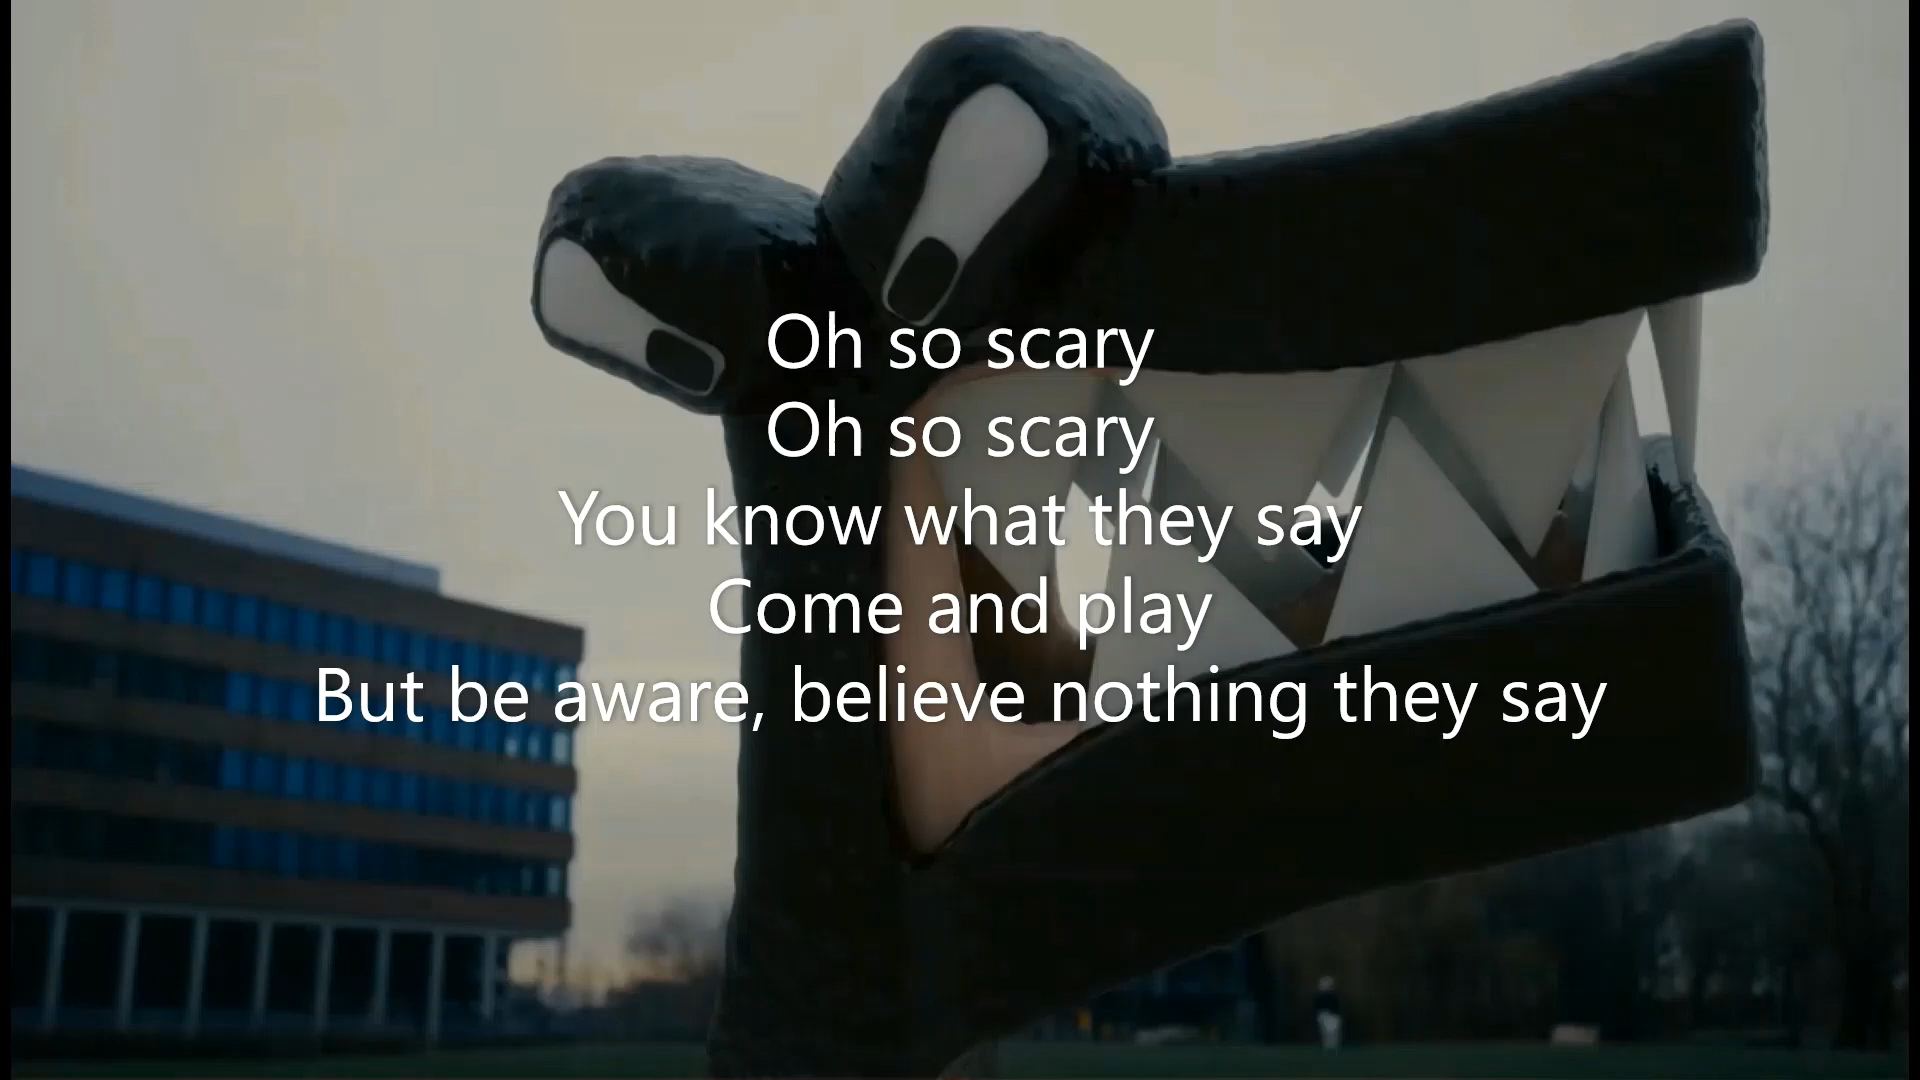 Oh so scary
Oh so scary
You know what they say
Come and play
But be aware, believe nothing they say